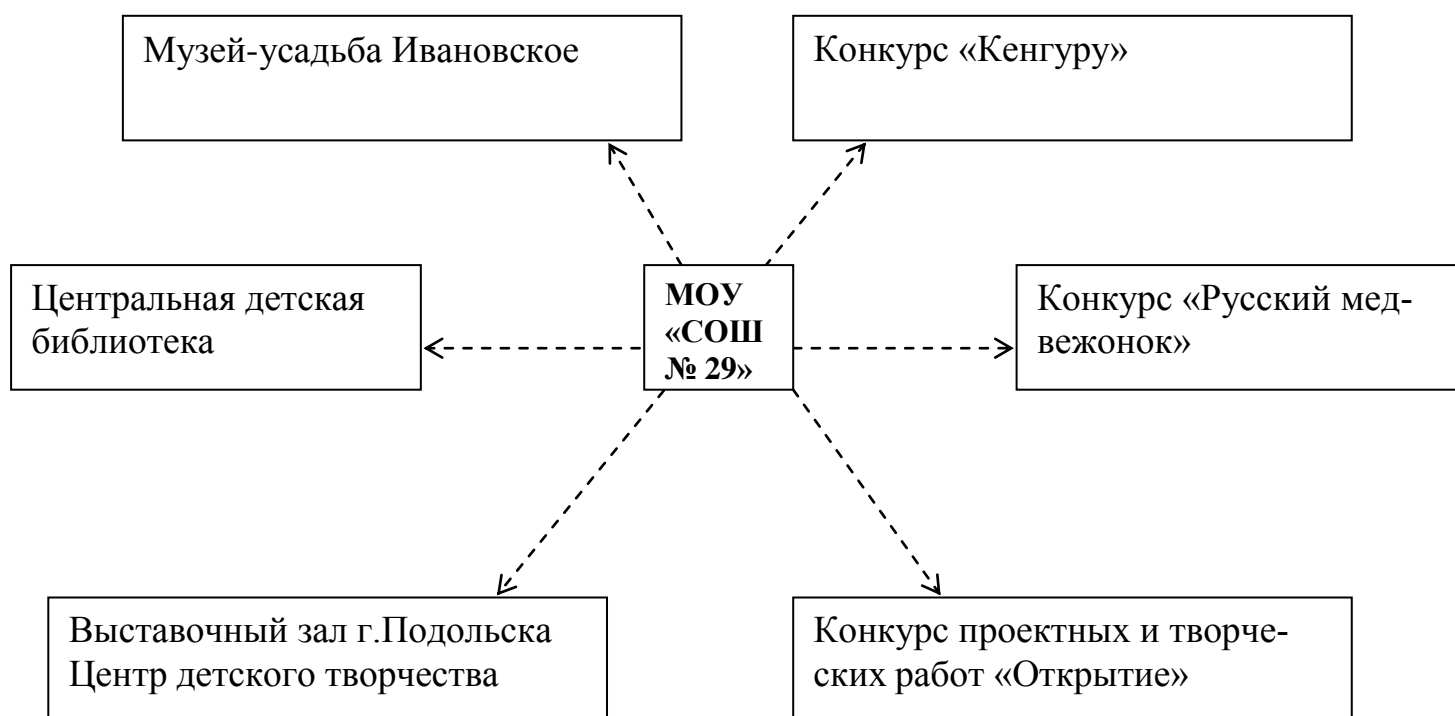 Музей-усадьба Ивановское
Конкурс «Кенгуру»
Центральная детская
библиотека
МОУ
«СОШ
№ 29»
Конкурс «Русский мед-
вежонок»
Выставочный зал г.Подольска
Центр детского творчества
Конкурс проектных и творче-
ских работ «Открытие»